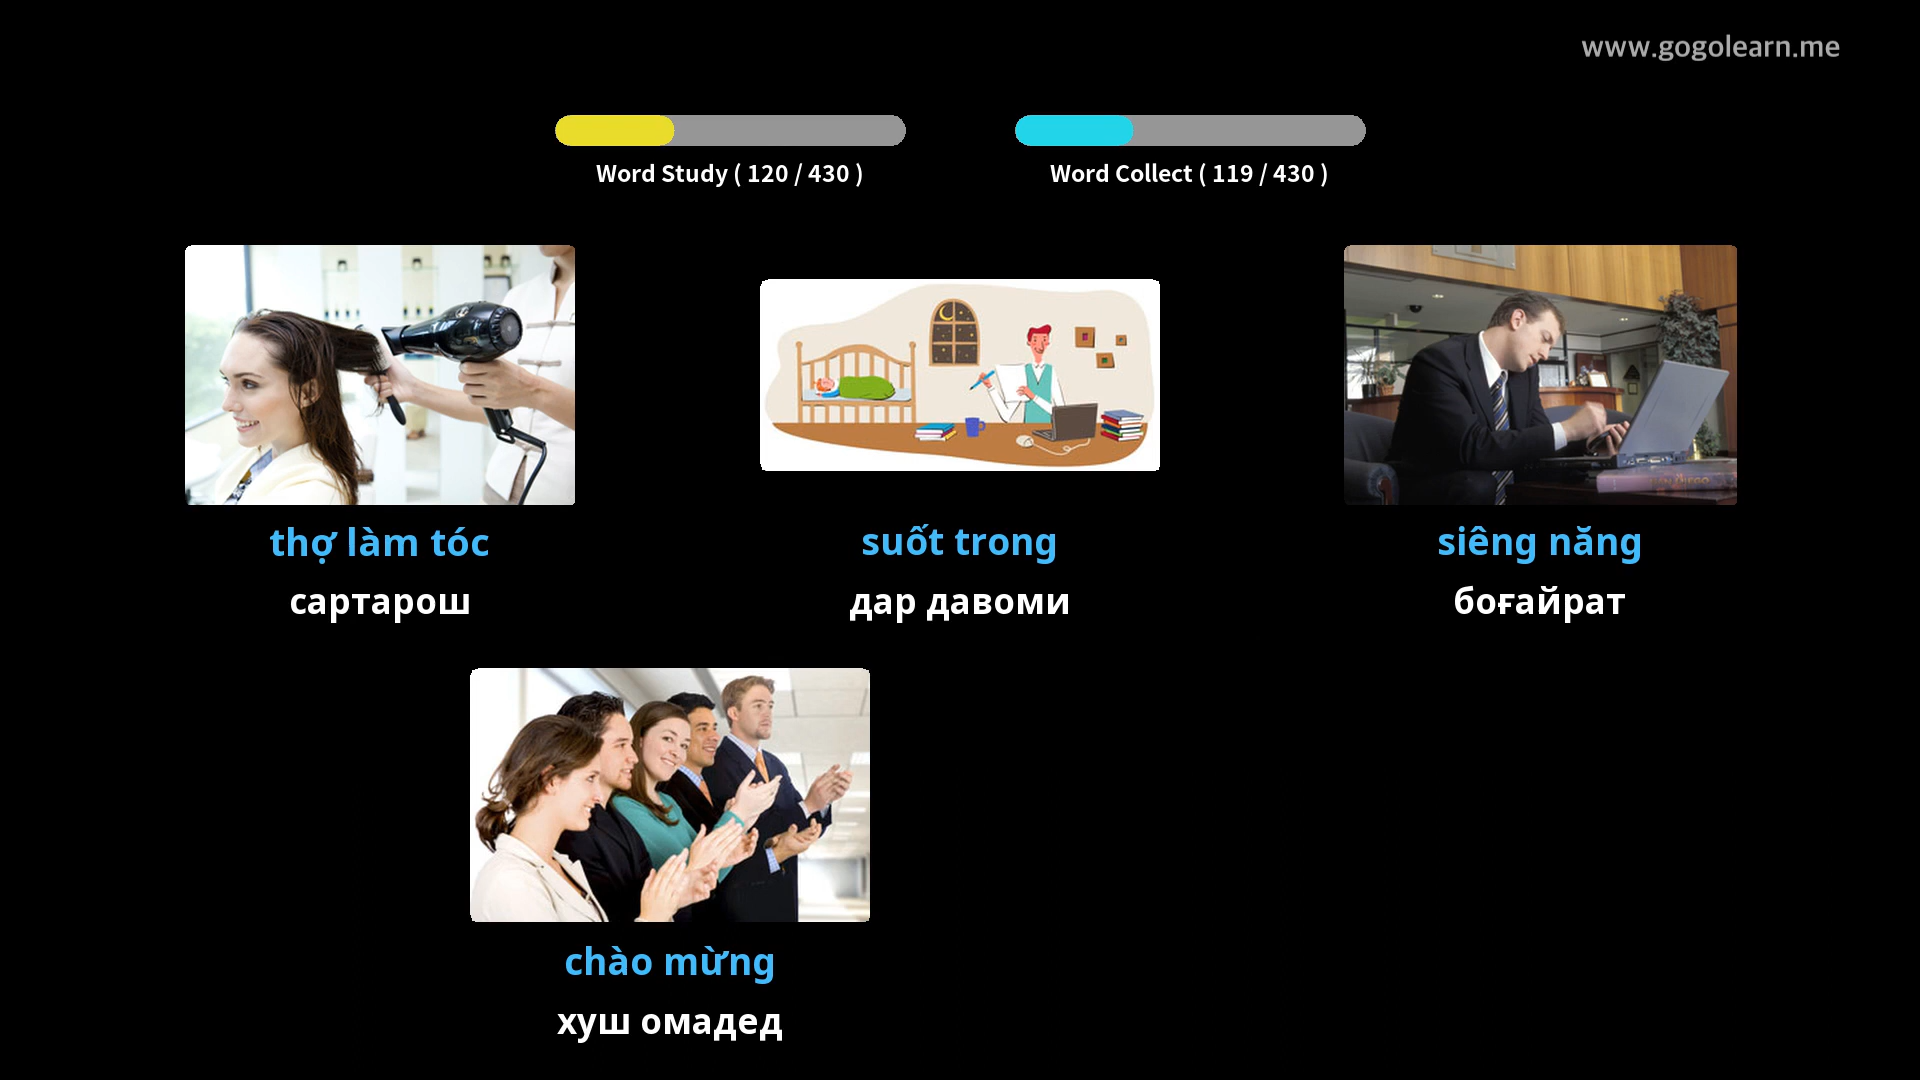 www.gogolearn.me
Word Study ( 120 / 430 )
Word Collect ( 119 / 430 )
thợ làm tóc
сартарош
suốt trong
дар давоми
siêng năng
боғайрат
chào mừng
хуш омадед